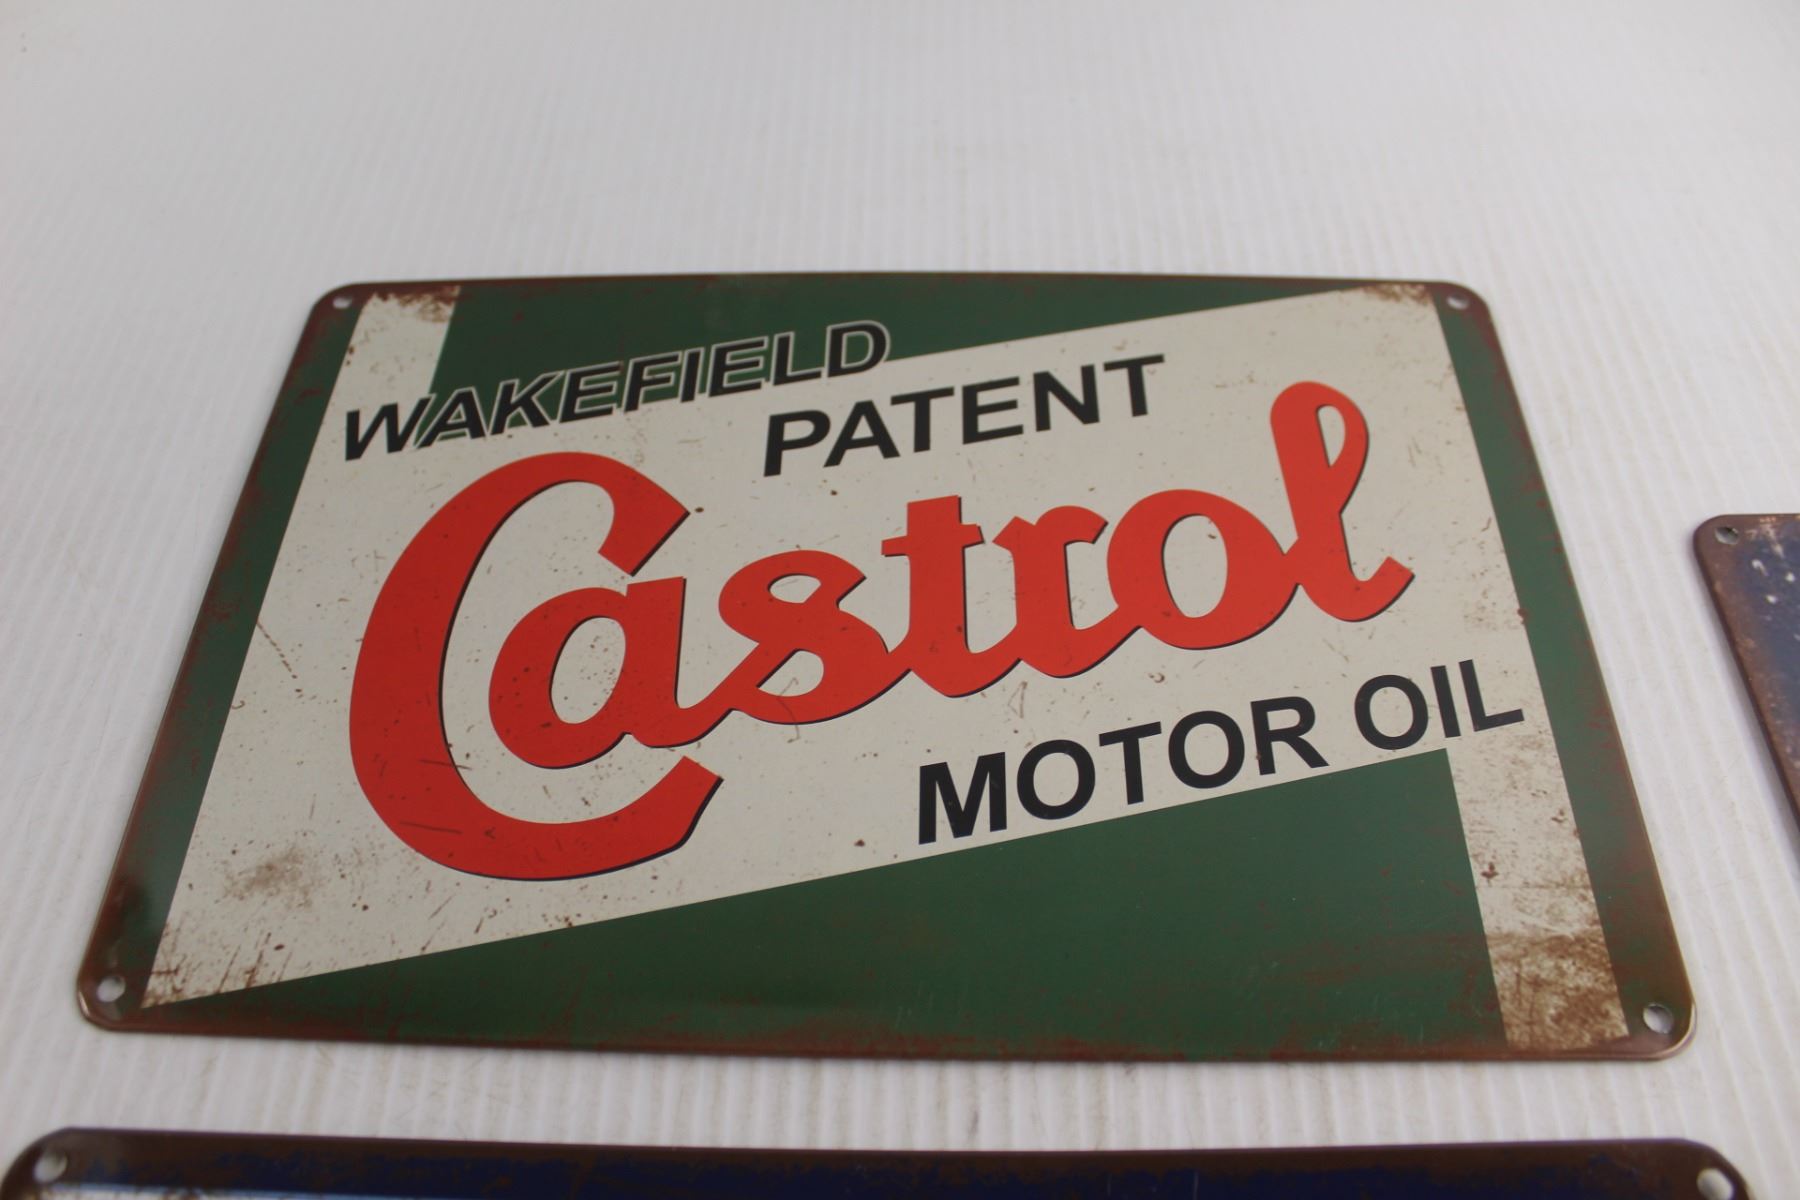 WAKEFIELD
PATENT
Castrol
MOTOR OIL